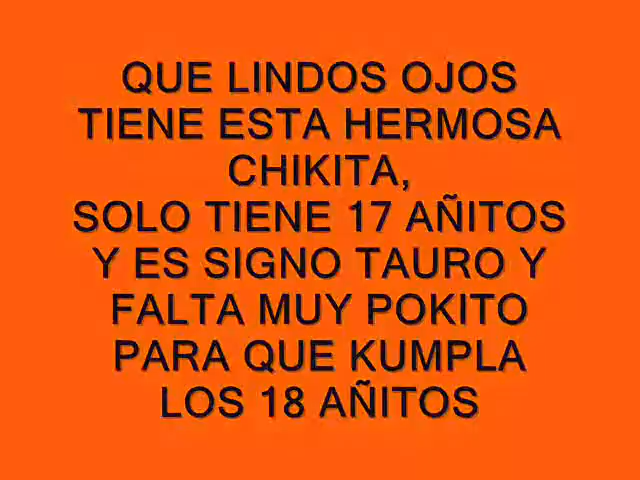 QUE LINDOS OJOS
TIENE ESTA HERMOSA
CHIKITA,
SOLO TIENE 17 AÑITOS
Y ES SIGNO TAURO Y
FALTA MUY POKITO
PARA QUE KUMPLA
LOS 18 AÑITOS